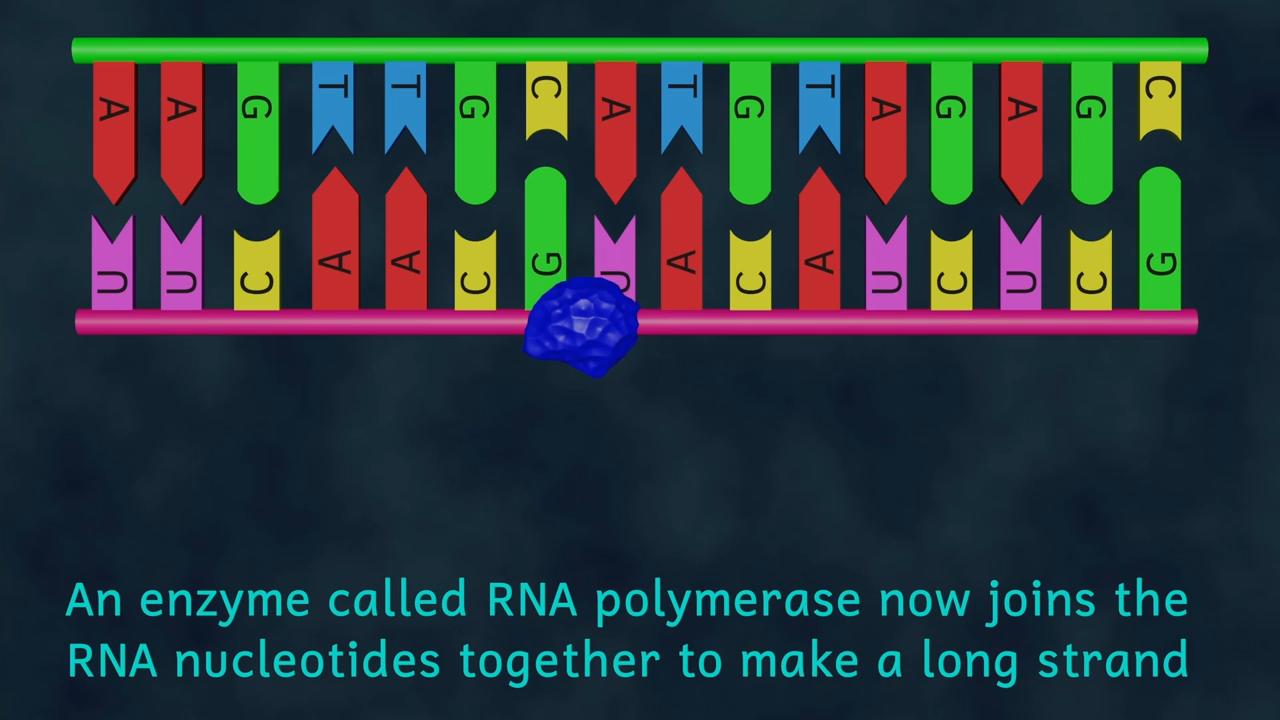 A A G T T G C A T G T A G A G C
U U C A A C G U A C A U C U C G
An enzyme called RNA polymerase now joins the
RNA nucleotides together to make a long strand